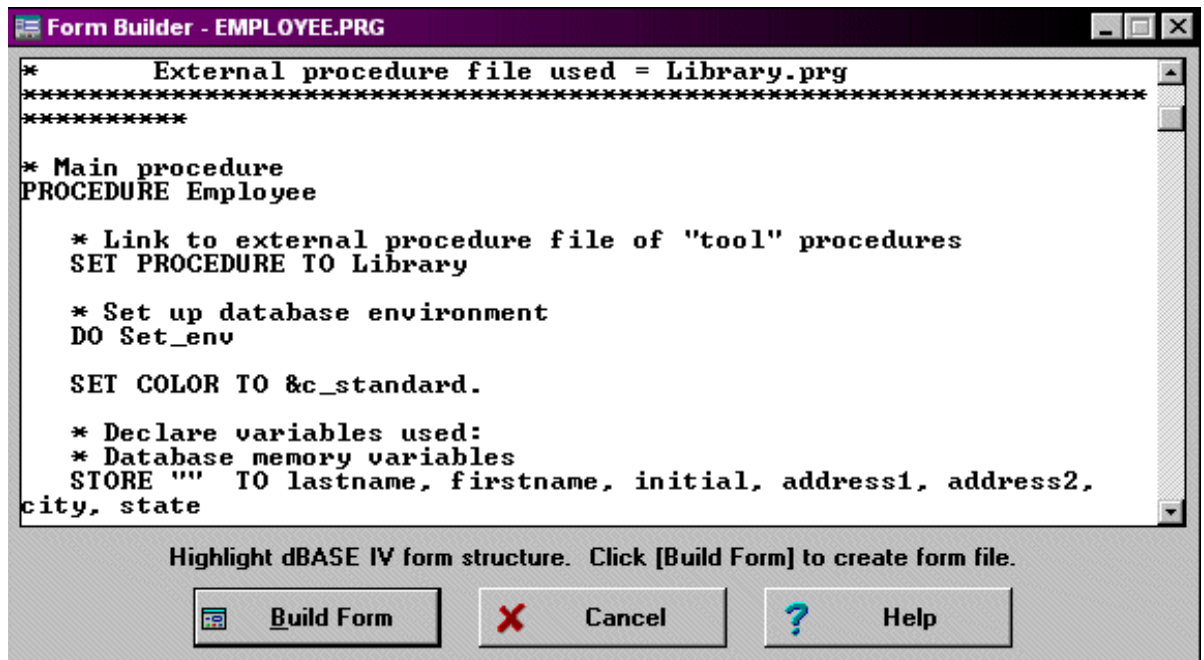 Form Builder - EMPLOYEE.PRG
*       External procedure file used = Library.prg
********************************************************************
**********
* Main procedure
PROCEDURE Employee
   * Link to external procedure file of "tool" procedures
   SET PROCEDURE TO Library
   * Set up database environment
   DO Set_env
   SET COLOR TO &c_standard.
   * Declare variables used:
   * Database memory variables
   STORE ""  TO lastname, firstname, initial, address1, address2,
city, state
Highlight dBASE IV form structure.  Click [Build Form] to create form file.
Build Form
Cancel
Help